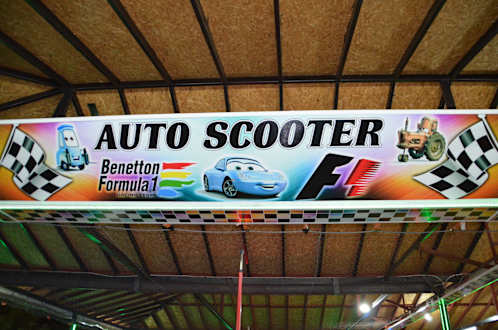 AUTO SCOOTER
Benetton
Formula 1
F1